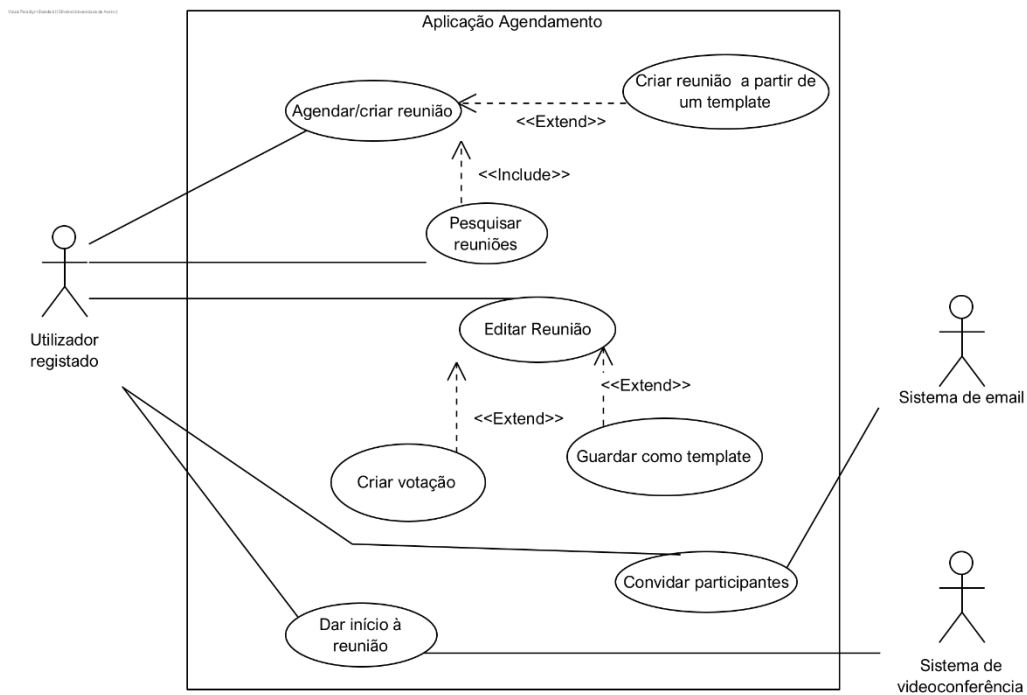 Aplicação Agendamento
Criar reunião a partir de
um template
Agendar/criar reunião
<<Extend>>
<<Include>>
Pesquisar
reuniões
Editar Reunião
Utilizador
registado
<<Extend>>
Sistema de email
<<Extend>>
Guardar como template
Criar votação
Convidar participantes
Dar início à
reunião
Sistema de
videoconferência